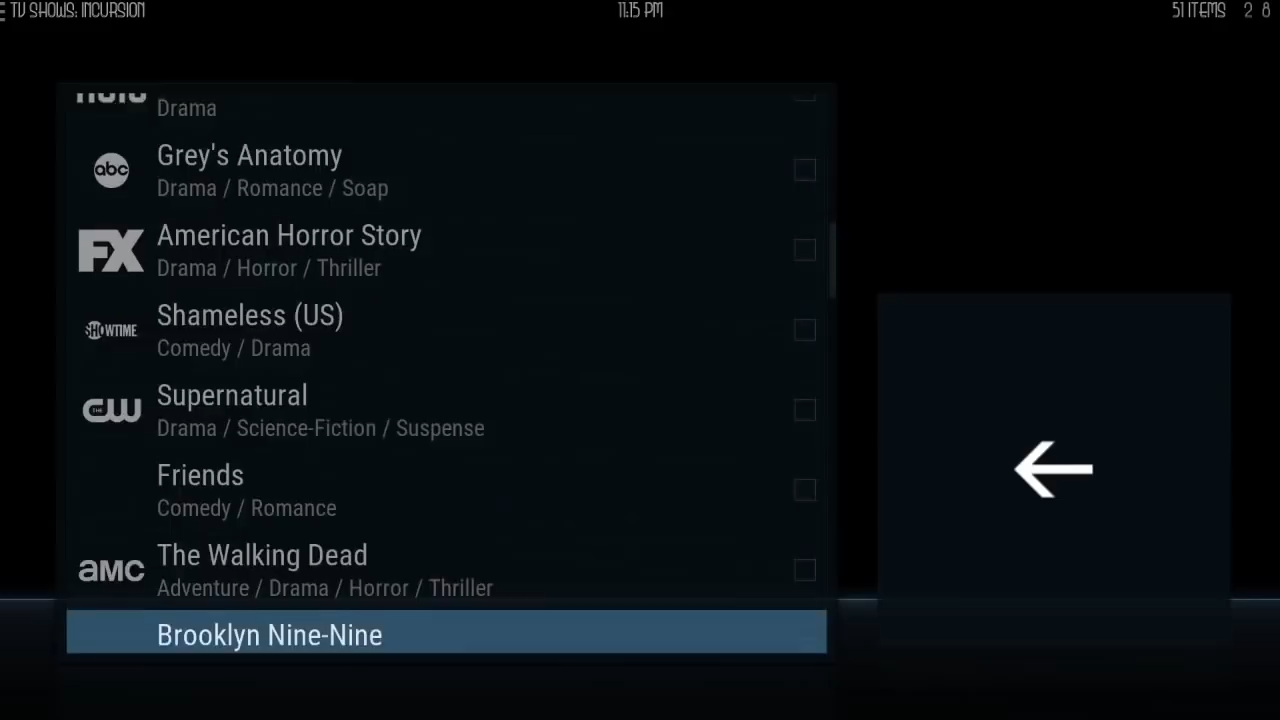 TV SHOWS: INCURSION
11:15 PM
51 ITEMS 2 8
hulu
Drama
abc
Grey's Anatomy
Drama / Romance / Soap
FX
American Horror Story
Drama / Horror / Thriller
SHOWTIME
Shameless (US)
Comedy / Drama
THE CW
Supernatural
Drama / Science-Fiction / Suspense
Friends
Comedy / Romance
amc
The Walking Dead
Adventure / Drama / Horror / Thriller
Brooklyn Nine-Nine